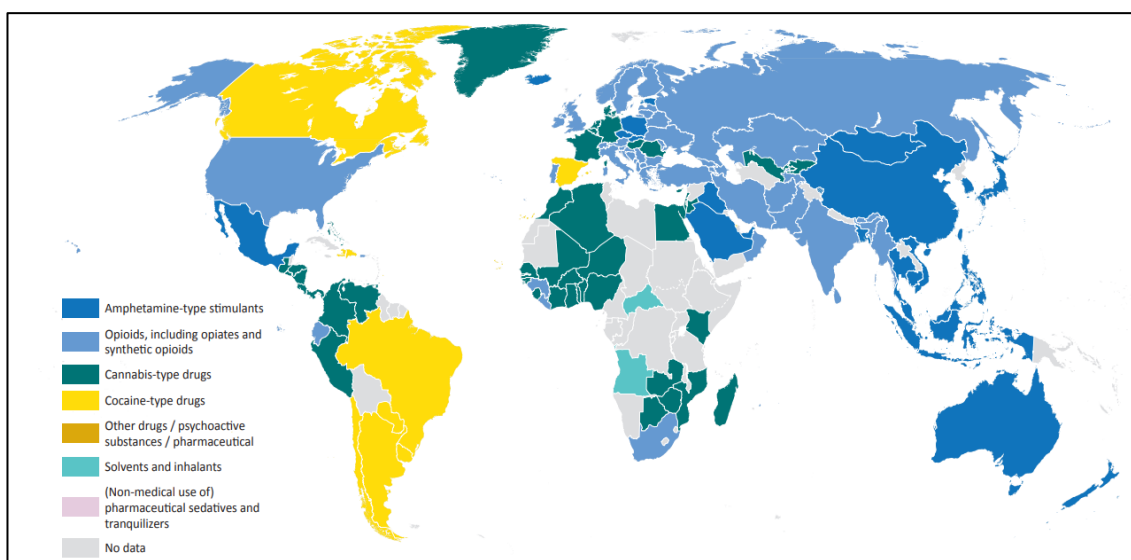 Amphetamine-type stimulants
Opioids, including opiates and
synthetic opioids
Cannabis-type drugs
Cocaine-type drugs
Other drugs / psychoactive
substances / pharmaceutical
Solvents and inhalants
(Non-medical use of)
pharmaceutical sedatives and
tranquilizers
No data